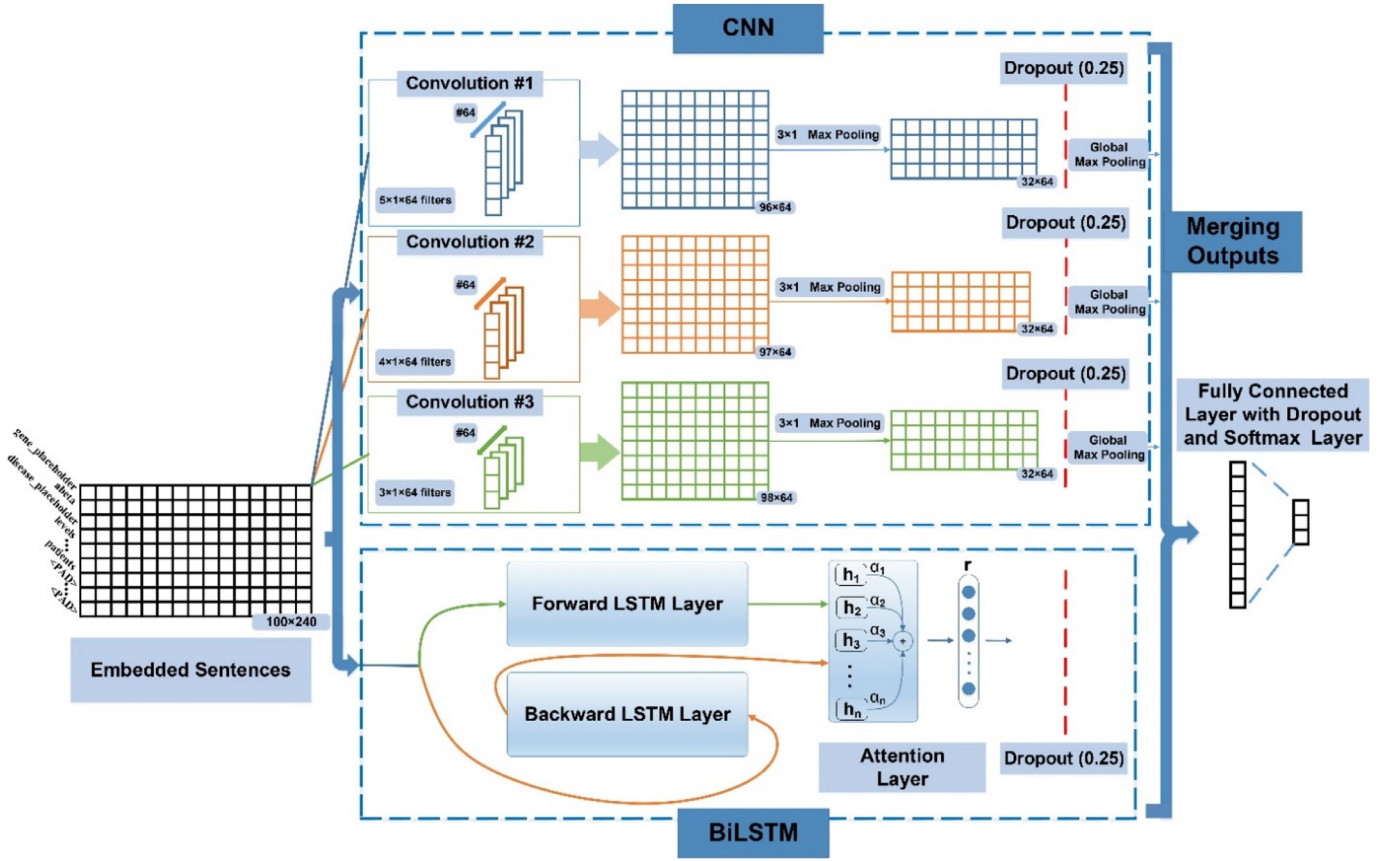 CNN
Convolution #1
#64
5×1×64 filters
96×64
3×1 Max Pooling
32×64
Dropout (0.25)
Global
Max Pooling
Convolution #2
#64
4×1×64 filters
97×64
3×1 Max Pooling
32×64
Dropout (0.25)
Global
Max Pooling
Convolution #3
#64
3×1×64 filters
98×64
3×1 Max Pooling
32×64
Dropout (0.25)
Global
Max Pooling
Merging
Outputs
Fully Connected
Layer with Dropout
and Softmax Layer
gene_placeholder
abeta
disease_placeholder
levels
⋮
patients
<PAD>
⋮
<PAD>
100×240
Embedded Sentences
Forward LSTM Layer
Backward LSTM Layer
h1 α1
h2 α2
h3 α3
+
⋮
hn αn
r
Attention
Layer
Dropout (0.25)
BiLSTM